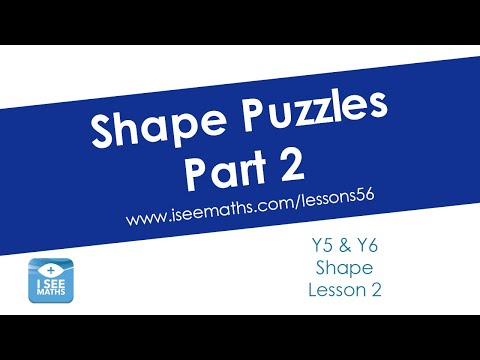 Shape Puzzles
Part 2
www.iseemaths.com/lessons56
Y5 & Y6
Shape
Lesson 2
I SEE
MATHS